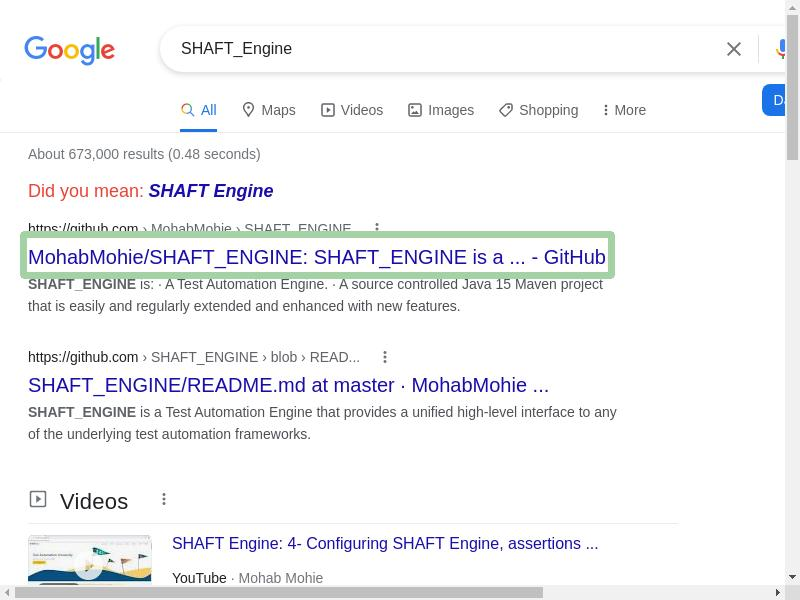 Google
SHAFT_Engine
All Maps Videos Images Shopping More
About 673,000 results (0.48 seconds)
Did you mean: SHAFT Engine
https://github.com › MohabMohie › SHAFT_ENGINE
MohabMohie/SHAFT_ENGINE: SHAFT_ENGINE is a ... - GitHub
SHAFT_ENGINE is: · A Test Automation Engine. · A source controlled Java 15 Maven project
that is easily and regularly extended and enhanced with new features.
https://github.com › SHAFT_ENGINE › blob › READ...
SHAFT_ENGINE/README.md at master · MohabMohie ...
SHAFT_ENGINE is a Test Automation Engine that provides a unified high-level interface to any
of the underlying test automation frameworks.
Videos
SHAFT Engine: 4- Configuring SHAFT Engine, assertions ...
YouTube · Mohab Mohie